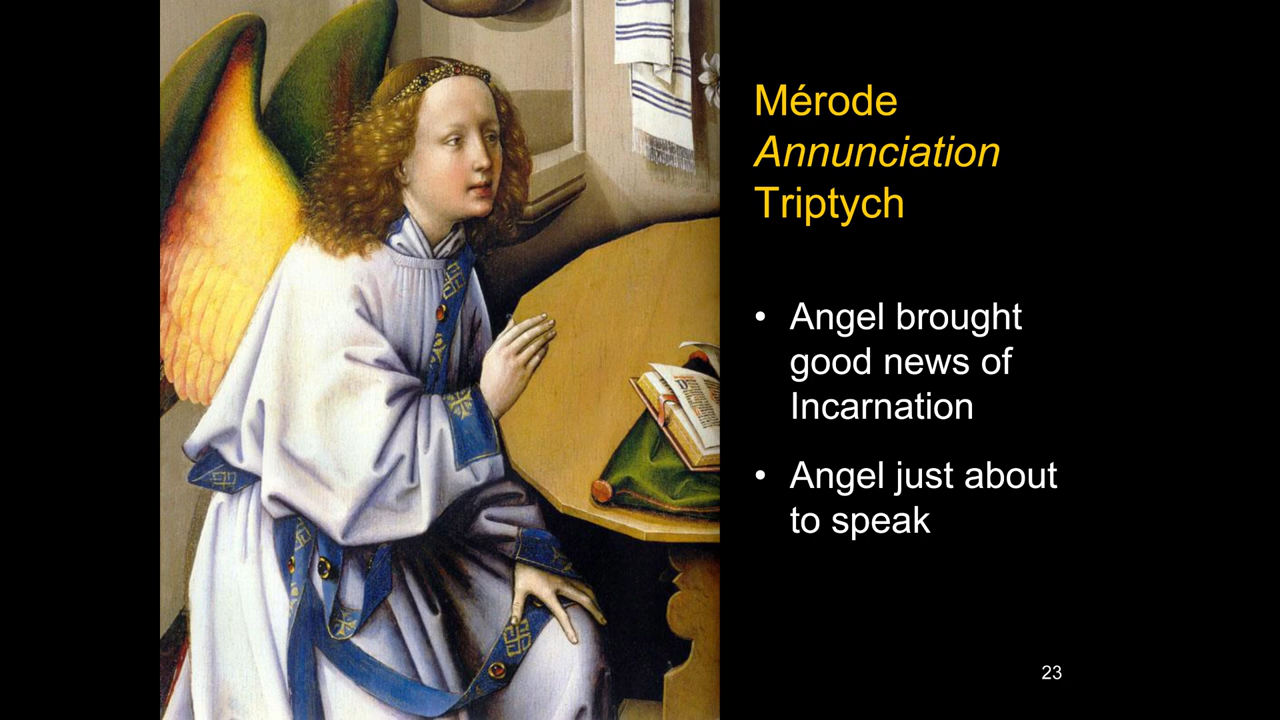 Mérode
Annunciation
Triptych
• Angel brought
good news of
Incarnation
• Angel just about
to speak
23